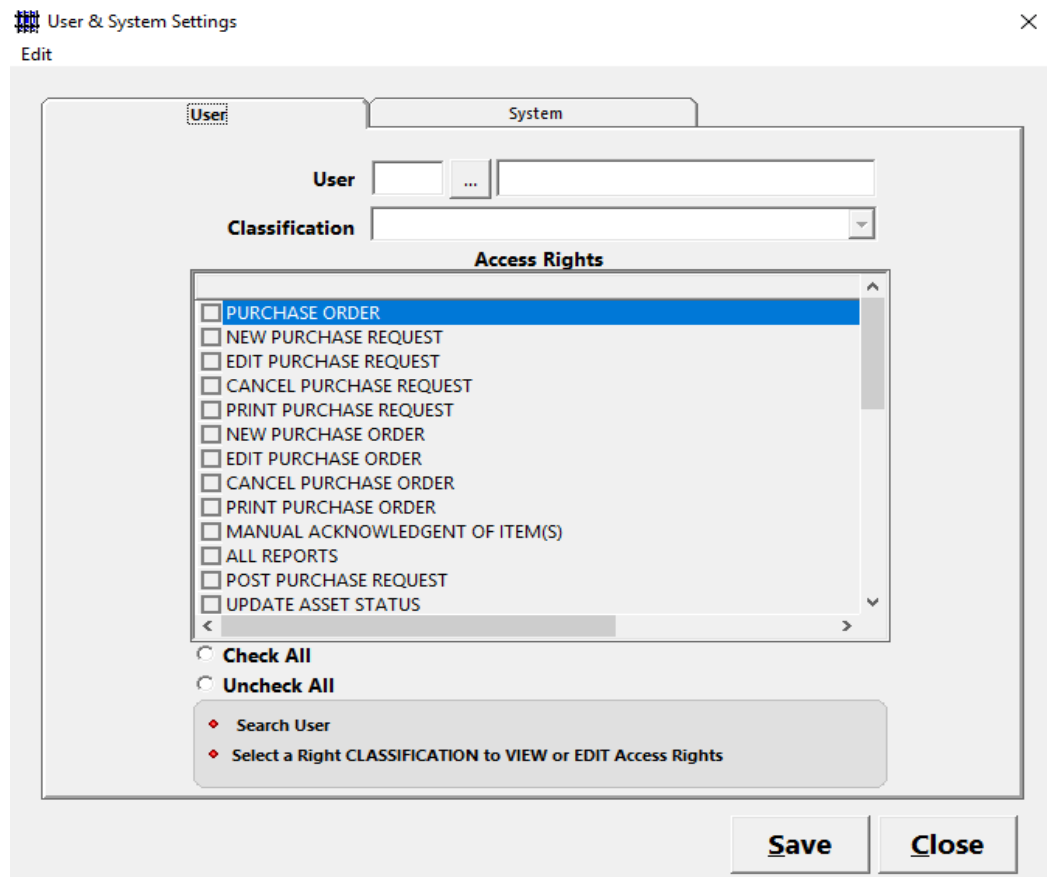 User & System Settings
Edit
User System
User ...
Classification
Access Rights
PURCHASE ORDER
NEW PURCHASE REQUEST
EDIT PURCHASE REQUEST
CANCEL PURCHASE REQUEST
PRINT PURCHASE REQUEST
NEW PURCHASE ORDER
EDIT PURCHASE ORDER
CANCEL PURCHASE ORDER
PRINT PURCHASE ORDER
MANUAL ACKNOWLEDGENT OF ITEM(S)
ALL REPORTS
POST PURCHASE REQUEST
UPDATE ASSET STATUS
Check All
Uncheck All
Search User
Select a Right CLASSIFICATION to VIEW or EDIT Access Rights
Save Close